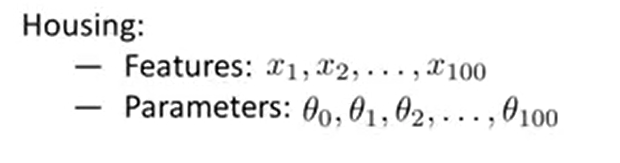 Housing:
— Features: x₁, x₂, . . . , x₁₀₀
— Parameters: θ₀, θ₁, θ₂, . . . , θ₁₀₀